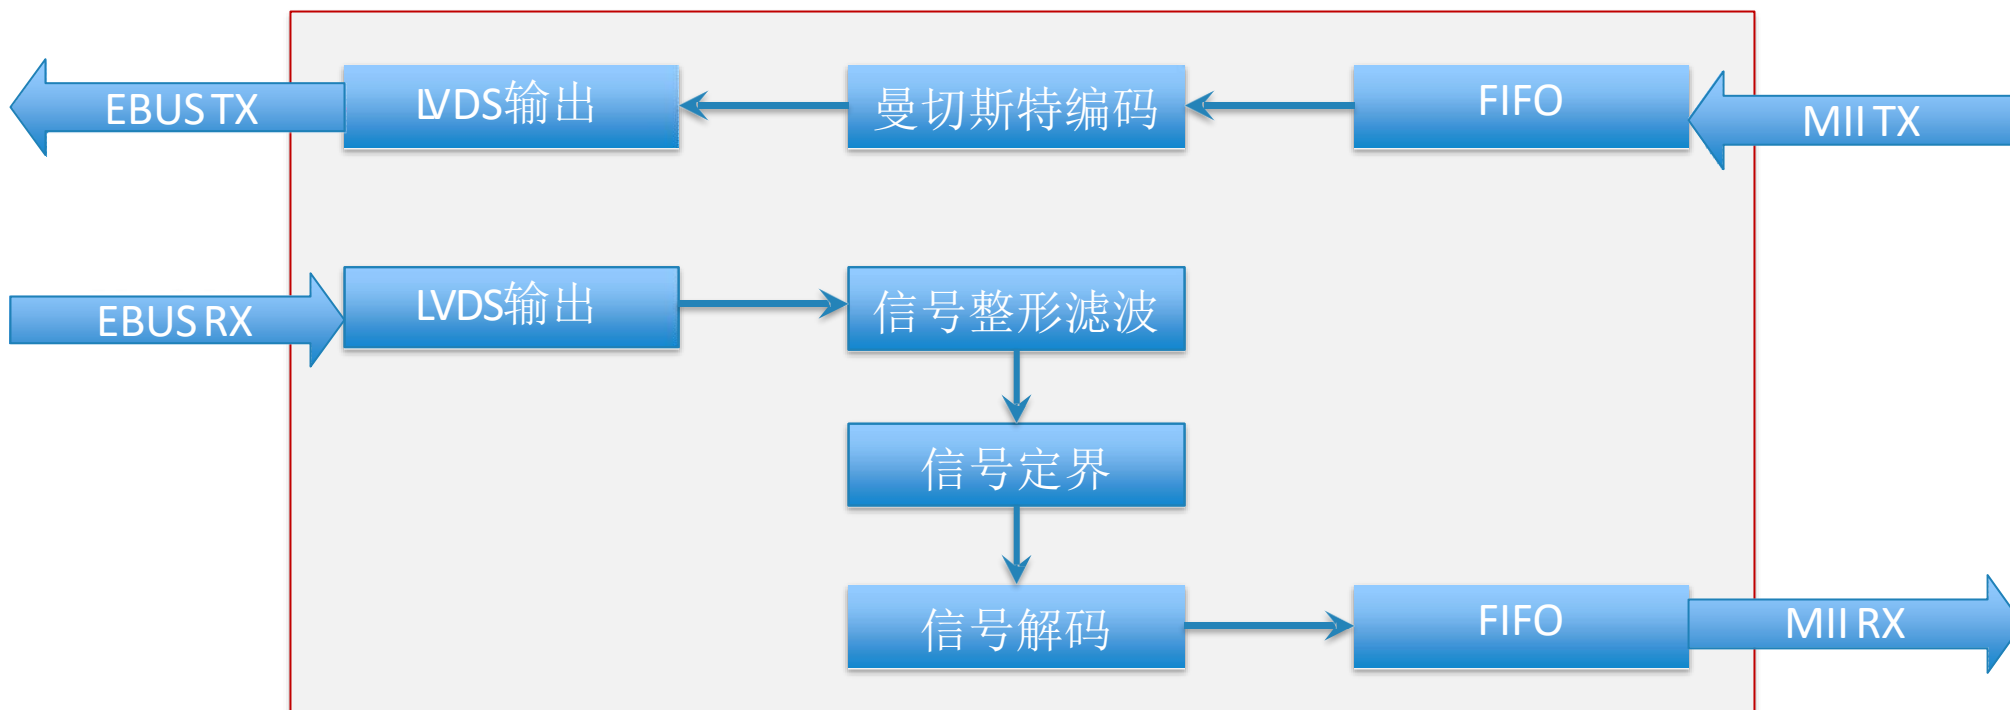 EBUS TX
LVDS输出
曼切斯特编码
FIFO
MII TX
EBUS RX
LVDS输出
信号整形滤波
信号定界
信号解码
FIFO
MII RX